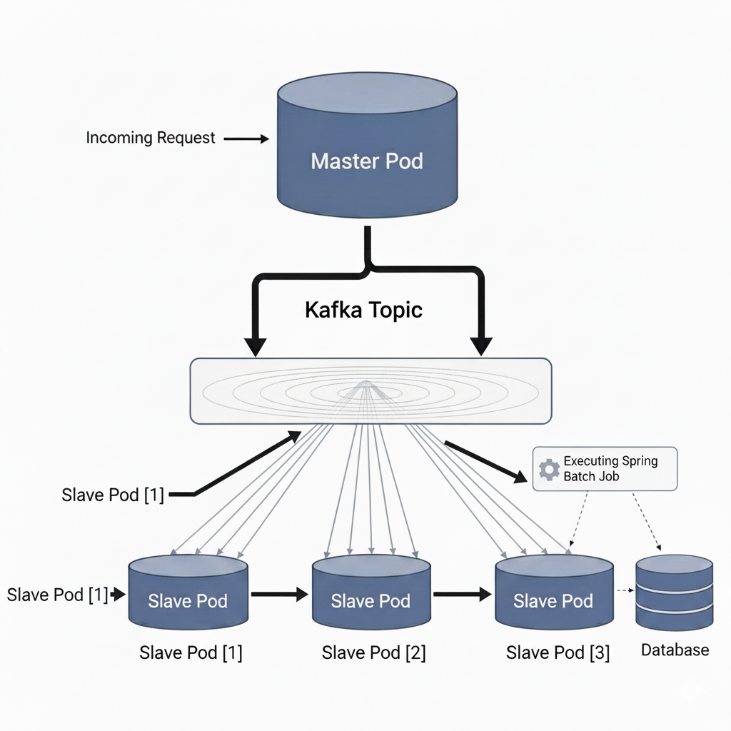 Incoming Request
Master Pod
Kafka Topic
Executing Spring
Batch Job
Slave Pod [1]
Slave Pod [1]
Slave Pod
Slave Pod
Slave Pod
Slave Pod [1]
Slave Pod [2]
Slave Pod [3]
Database